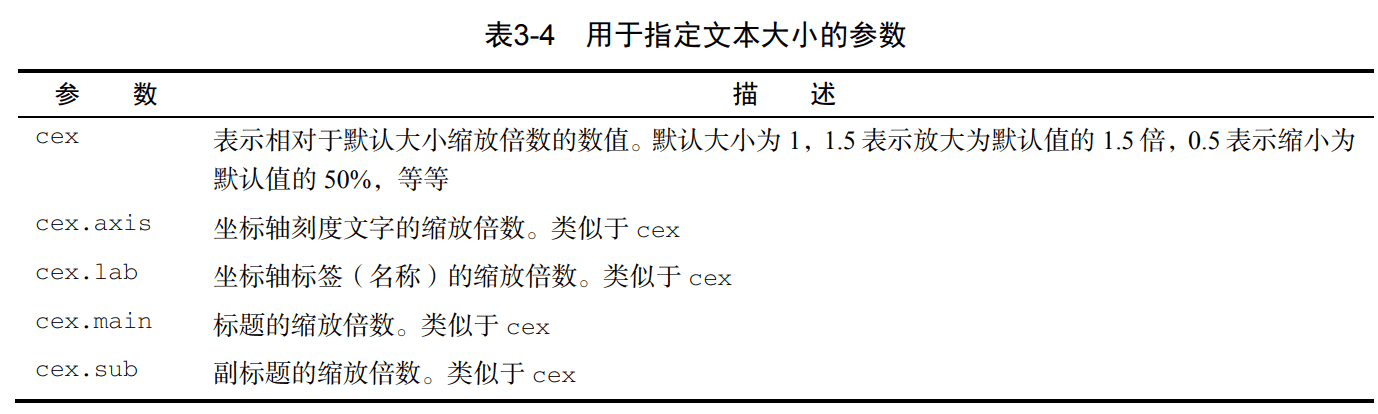 表3-4 用于指定文本大小的参数
参 数 描 述
cex 表示相对于默认大小缩放倍数的数值。默认大小为 1，1.5 表示放大为默认值的 1.5 倍，0.5 表示缩小为
默认值的 50%，等等
cex.axis 坐标轴刻度文字的缩放倍数。类似于 cex
cex.lab 坐标轴标签（名称）的缩放倍数。类似于 cex
cex.main 标题的缩放倍数。类似于 cex
cex.sub 副标题的缩放倍数。类似于 cex